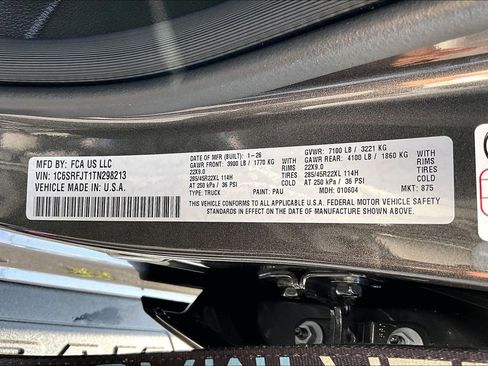 MFD BY: FCA US LLC
VIN: 1C6SRFJT1TN298213
VEHICLE MADE IN: U.S.A.
DATE OF MFR (BUILT): 1-26
GAWR FRONT: 3900 LB / 1770 KG
22X9.0 RIMS
285/45R22XL 114H TIRES
AT 250 kPa / 36 PSI COLD
TYPE: TRUCK PAINT: PAU
GVWR: 7100 LB / 3221 KG
GAWR REAR: 4100 LB / 1860 KG
22X9.0 RIMS
285/45R22XL 114H TIRES
AT 250 kPa / 36 PSI COLD
MDH: 010604 MKT: 875
THIS VEHICLE CONFORMS TO ALL APPLICABLE U.S.A. FEDERAL MOTOR VEHICLE SAFETY
STANDARDS IN EFFECT ON THE DATE OF MANUFACTURE SHOWN ABOVE